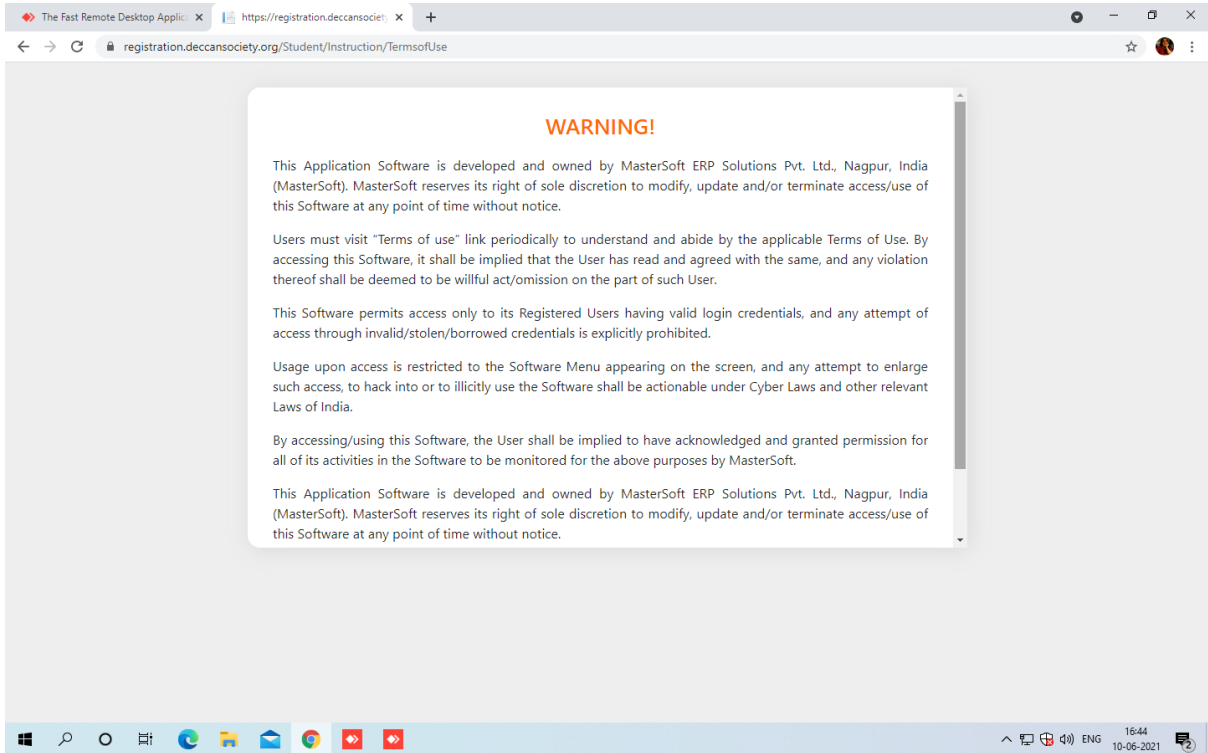 The Fast Remote Desktop Applic
https://registration.deccansociety
registration.deccansociety.org/Student/Instruction/TermsofUse
WARNING!
This Application Software is developed and owned by MasterSoft ERP Solutions Pvt. Ltd., Nagpur, India
(MasterSoft). MasterSoft reserves its right of sole discretion to modify, update and/or terminate access/use of
this Software at any point of time without notice.
Users must visit "Terms of use" link periodically to understand and abide by the applicable Terms of Use. By
accessing this Software, it shall be implied that the User has read and agreed with the same, and any violation
thereof shall be deemed to be willful act/omission on the part of such User.
This Software permits access only to its Registered Users having valid login credentials, and any attempt of
access through invalid/stolen/borrowed credentials is explicitly prohibited.
Usage upon access is restricted to the Software Menu appearing on the screen, and any attempt to enlarge
such access, to hack into or to illicitly use the Software shall be actionable under Cyber Laws and other relevant
Laws of India.
By accessing/using this Software, the User shall be implied to have acknowledged and granted permission for
all of its activities in the Software to be monitored for the above purposes by MasterSoft.
This Application Software is developed and owned by MasterSoft ERP Solutions Pvt. Ltd., Nagpur, India
(MasterSoft). MasterSoft reserves its right of sole discretion to modify, update and/or terminate access/use of
this Software at any point of time without notice.
ENG
16:44
10-06-2021
2